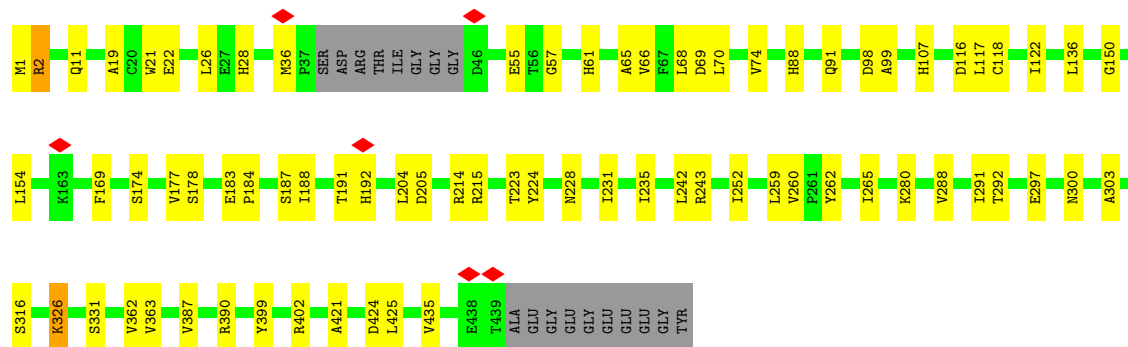 M1 R2 Q11 A19 C20 W21 E22 L26 E27 H28 M36 P37 SER ASP ARG THR ILE GLY GLY GLY D46 E55 T56 G57 H61 A65 V66 F67 L68 D69 L70 V74 H88 Q91 D98 A99 H107 D116 L117 C118 I122 L136 G150
L154 K163 F169 S174 V177 S178 E183 P184 S187 I188 T191 H192 L204 D205 R214 R215 T223 Y224 N228 I231 I235 L242 R243 I252 L259 V260 P261 Y262 I265 K280 V288 I291 T292 E297 N300 A303
S316 K326 S331 V362 V363 V387 R390 Y399 R402 A421 D424 L425 V435 E438 T439 ALA GLU GLY GLU GLY GLU GLU GLU GLY TYR